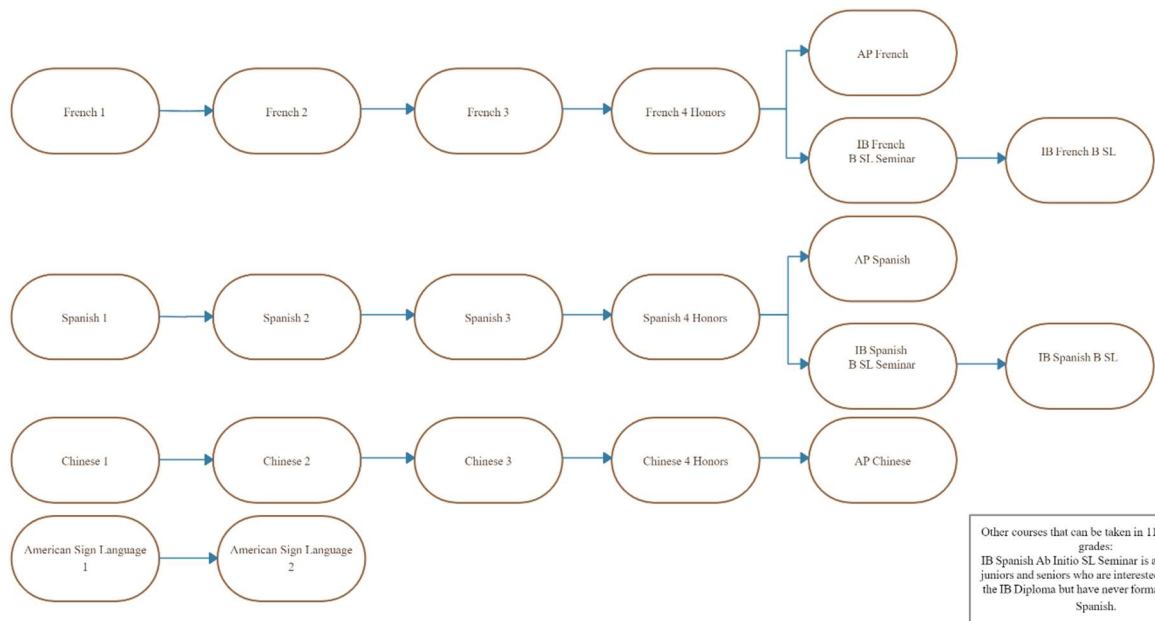 AP French
French 1
French 2
French 3
French 4 Honors
IB French
B SL Seminar
IB French B SL
AP Spanish
Spanish 1
Spanish 2
Spanish 3
Spanish 4 Honors
IB Spanish
B SL Seminar
IB Spanish B SL
Chinese 1
Chinese 2
Chinese 3
Chinese 4 Honors
AP Chinese
American Sign Language
1
American Sign Language
2
Other courses that can be taken in 11
grades:
IB Spanish Ab Initio SL Seminar is
juniors and seniors who are interested
the IB Diploma but have never
Spanish.